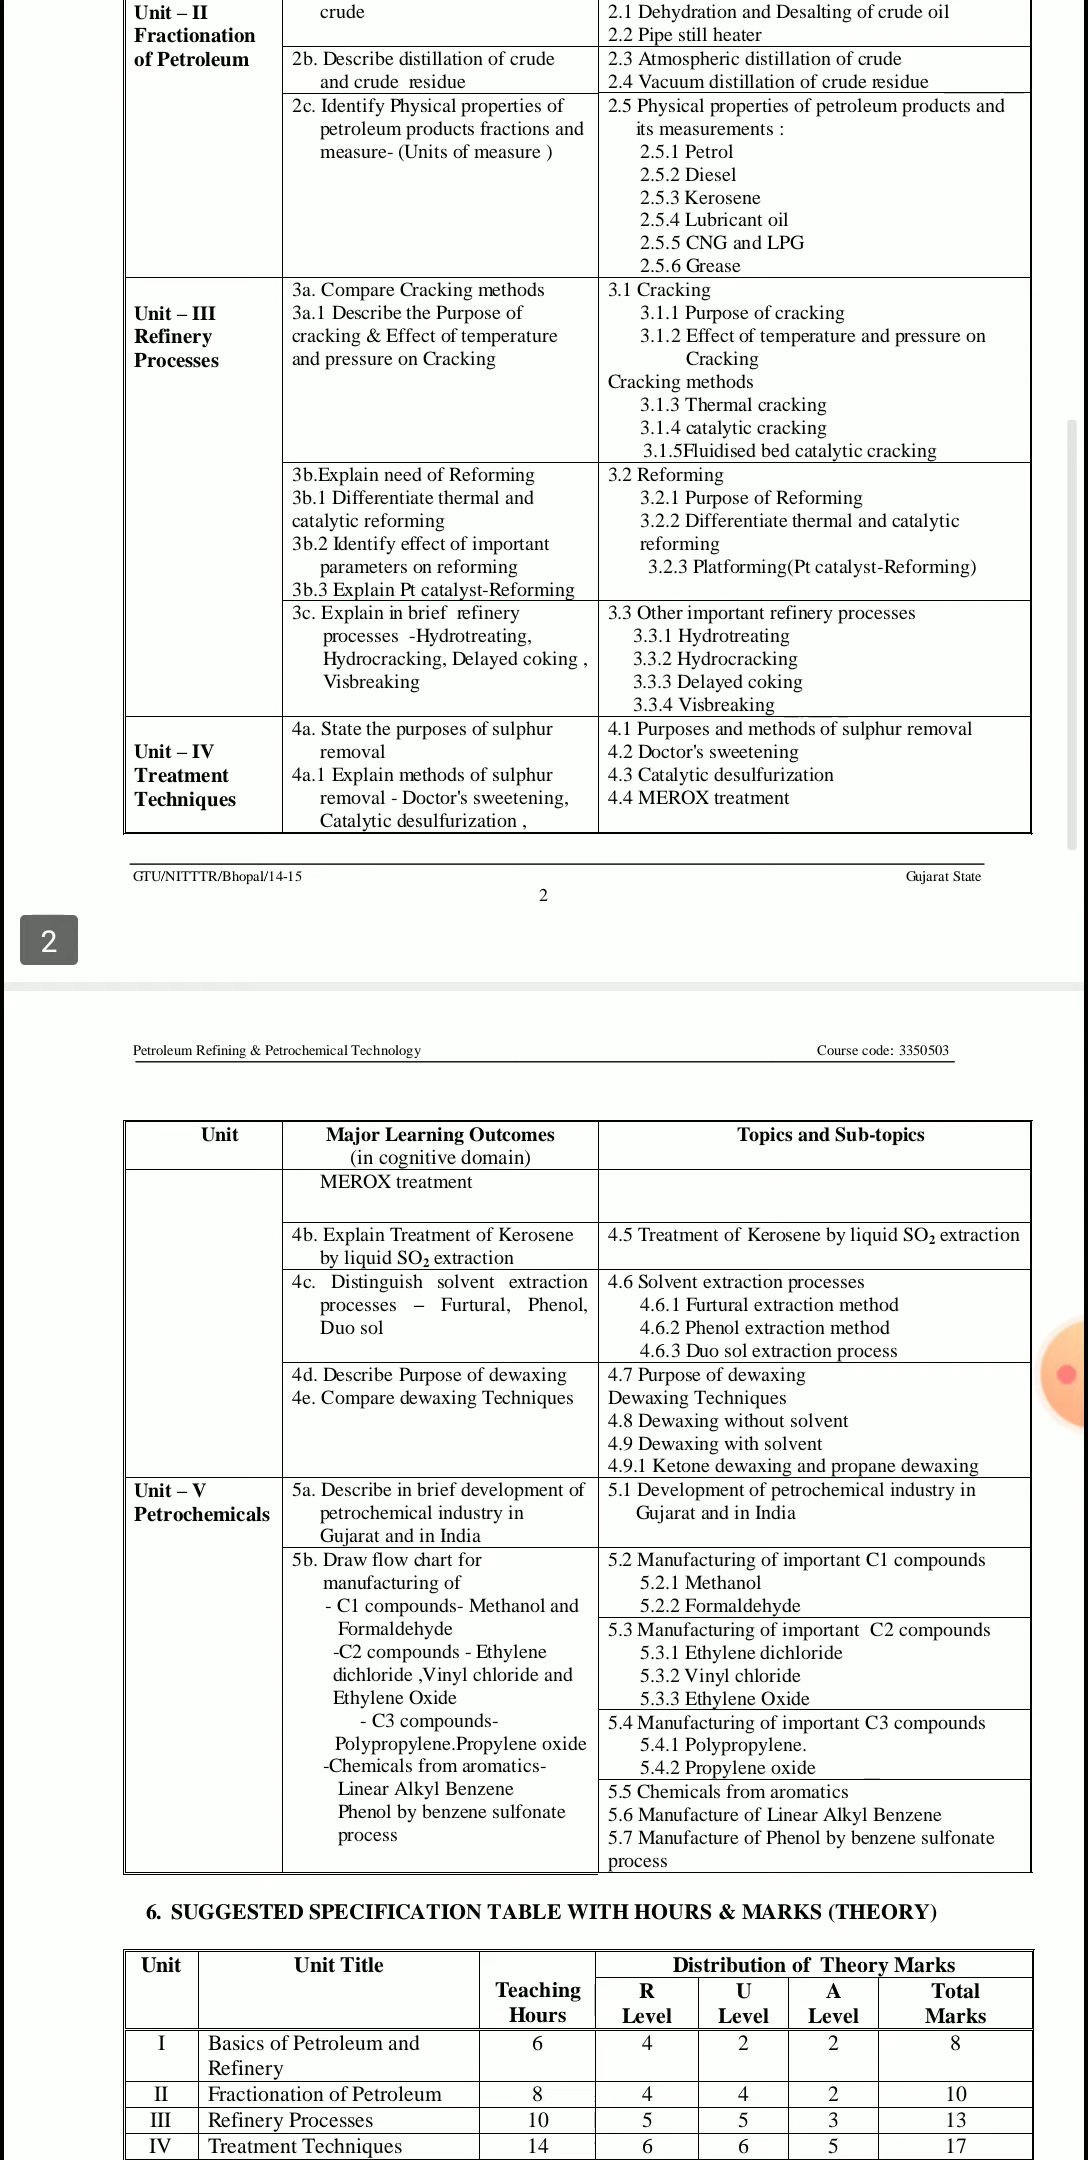 Unit – II
Fractionation
of Petroleum
crude
2.1 Dehydration and Desalting of crude oil
2.2 Pipe still heater
2b. Describe distillation of crude
and crude residue
2.3 Atmospheric distillation of crude
2.4 Vacuum distillation of crude residue
2c. Identify Physical properties of
petroleum products fractions and
measure- (Units of measure )
2.5 Physical properties of petroleum products and
its measurements :
2.5.1 Petrol
2.5.2 Diesel
2.5.3 Kerosene
2.5.4 Lubricant oil
2.5.5 CNG and LPG
2.5.6 Grease
Unit – III
Refinery
Processes
3a. Compare Cracking methods
3a.1 Describe the Purpose of
cracking & Effect of temperature
and pressure on Cracking
3.1 Cracking
3.1.1 Purpose of cracking
3.1.2 Effect of temperature and pressure on
Cracking
Cracking methods
3.1.3 Thermal cracking
3.1.4 catalytic cracking
3.1.5Fluidised bed catalytic cracking
3b.Explain need of Reforming
3b.1 Differentiate thermal and
catalytic reforming
3b.2 Identify effect of important
parameters on reforming
3b.3 Explain Pt catalyst-Reforming
3.2 Reforming
3.2.1 Purpose of Reforming
3.2.2 Differentiate thermal and catalytic
reforming
3.2.3 Platforming(Pt catalyst-Reforming)
3c. Explain in brief refinery
processes -Hydrotreating,
Hydrocracking, Delayed coking ,
Visbreaking
3.3 Other important refinery processes
3.3.1 Hydrotreating
3.3.2 Hydrocracking
3.3.3 Delayed coking
3.3.4 Visbreaking
Unit – IV
Treatment
Techniques
4a. State the purposes of sulphur
removal
4a.1 Explain methods of sulphur
removal - Doctor's sweetening,
Catalytic desulfurization ,
4.1 Purposes and methods of sulphur removal
4.2 Doctor's sweetening
4.3 Catalytic desulfurization
4.4 MEROX treatment
GTU/NITTTR/Bhopal/14-15
Gujarat State
2
2
Petroleum Refining & Petrochemical Technology
Course code: 3350503
Unit
Major Learning Outcomes
(in cognitive domain)
Topics and Sub-topics
MEROX treatment
4b. Explain Treatment of Kerosene
by liquid SO₂ extraction
4.5 Treatment of Kerosene by liquid SO₂ extraction
4c. Distinguish solvent extraction
processes – Furtural, Phenol,
Duo sol
4.6 Solvent extraction processes
4.6.1 Furtural extraction method
4.6.2 Phenol extraction method
4.6.3 Duo sol extraction process
4d. Describe Purpose of dewaxing
4e. Compare dewaxing Techniques
4.7 Purpose of dewaxing
Dewaxing Techniques
4.8 Dewaxing without solvent
4.9 Dewaxing with solvent
4.9.1 Ketone dewaxing and propane dewaxing
Unit – V
Petrochemicals
5a. Describe in brief development of
petrochemical industry in
Gujarat and in India
5.1 Development of petrochemical industry in
Gujarat and in India
5b. Draw flow chart for
manufacturing of
- C1 compounds- Methanol and
Formaldehyde
-C2 compounds - Ethylene
dichloride ,Vinyl chloride and
Ethylene Oxide
- C3 compounds-
Polypropylene.Propylene oxide
-Chemicals from aromatics-
Linear Alkyl Benzene
Phenol by benzene sulfonate
process
5.2 Manufacturing of important C1 compounds
5.2.1 Methanol
5.2.2 Formaldehyde
5.3 Manufacturing of important C2 compounds
5.3.1 Ethylene dichloride
5.3.2 Vinyl chloride
5.3.3 Ethylene Oxide
5.4 Manufacturing of important C3 compounds
5.4.1 Polypropylene.
5.4.2 Propylene oxide
5.5 Chemicals from aromatics
5.6 Manufacture of Linear Alkyl Benzene
5.7 Manufacture of Phenol by benzene sulfonate
process
6. SUGGESTED SPECIFICATION TABLE WITH HOURS & MARKS (THEORY)
Unit Unit Title Teaching Hours Distribution of Theory Marks
R Level U Level A Level Total Marks
I Basics of Petroleum and Refinery 6 4 2 2 8
II Fractionation of Petroleum 8 4 4 2 10
III Refinery Processes 10 5 5 3 13
IV Treatment Techniques 14 6 6 5 17